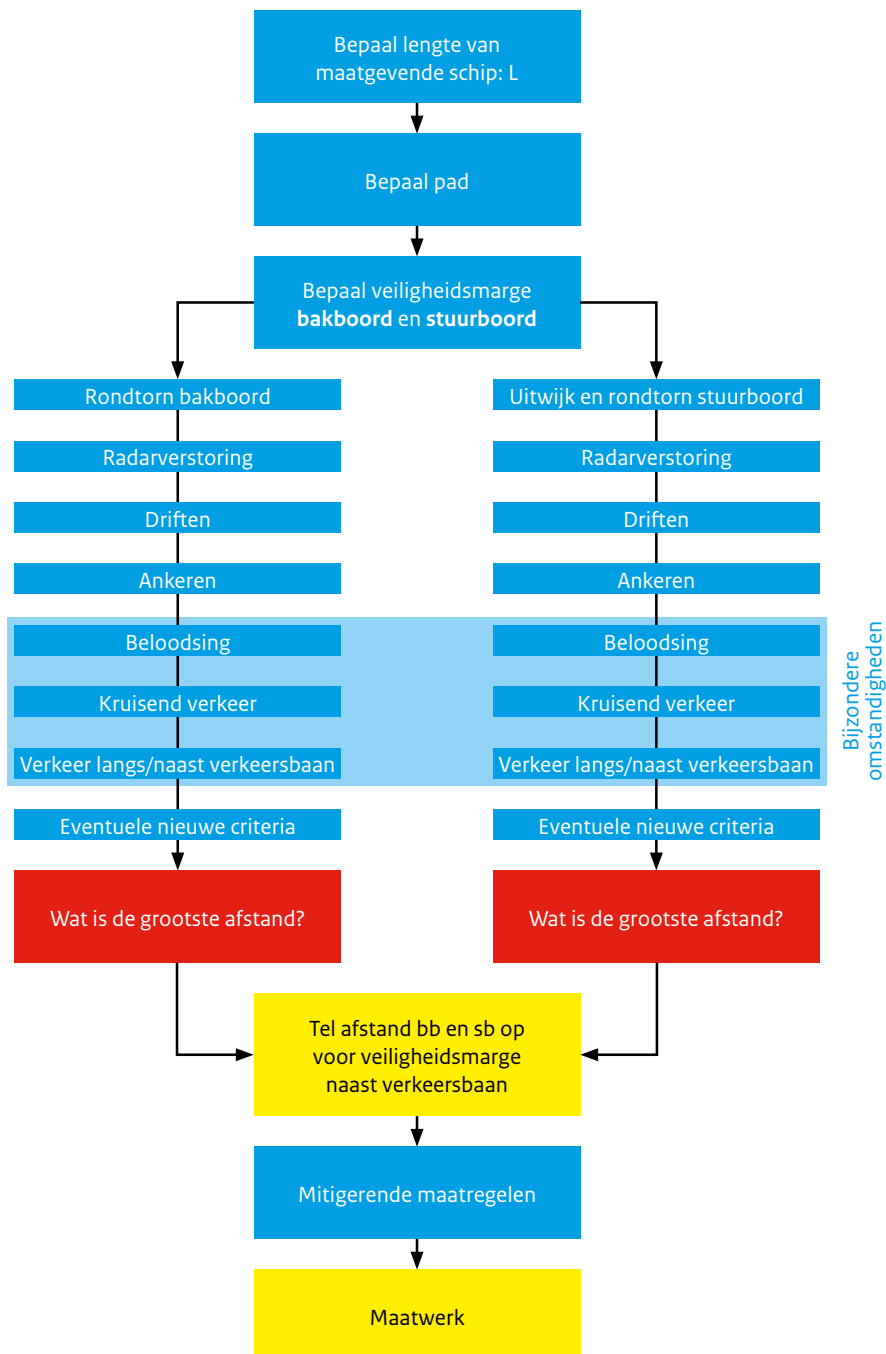 Bepaal lengte van
maatgevende schip: L
Bepaal pad
Bepaal veiligheidsmarge
bakboord en stuurboord
Rondtorn bakboord
Radarverstoring
Driften
Ankeren
Beloodsing
Kruisend verkeer
Verkeer langs/naast verkeersbaan
Eventuele nieuwe criteria
Wat is de grootste afstand?
Uitwijk en rondtorn stuurboord
Radarverstoring
Driften
Ankeren
Beloodsing
Kruisend verkeer
Verkeer langs/naast verkeersbaan
Eventuele nieuwe criteria
Wat is de grootste afstand?
Bijzondere
omstandigheden
Tel afstand bb en sb op
voor veiligheidsmarge
naast verkeersbaan
Mitigerende maatregelen
Maatwerk